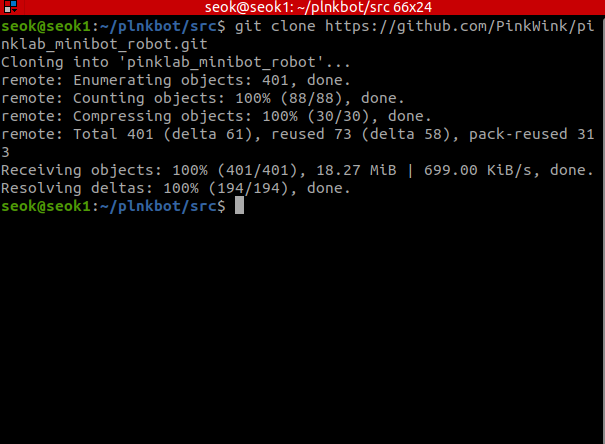 seok@seok1: ~/plnkbot/src 66x24
seok@seok1:~/plnkbot/src$ git clone https://github.com/PinkWink/pi
nklab_minibot_robot.git
Cloning into 'pinklab_minibot_robot'...
remote: Enumerating objects: 401, done.
remote: Counting objects: 100% (88/88), done.
remote: Compressing objects: 100% (30/30), done.
remote: Total 401 (delta 61), reused 73 (delta 58), pack-reused 31
3
Receiving objects: 100% (401/401), 18.27 MiB | 699.00 KiB/s, done.
Resolving deltas: 100% (194/194), done.
seok@seok1:~/plnkbot/src$